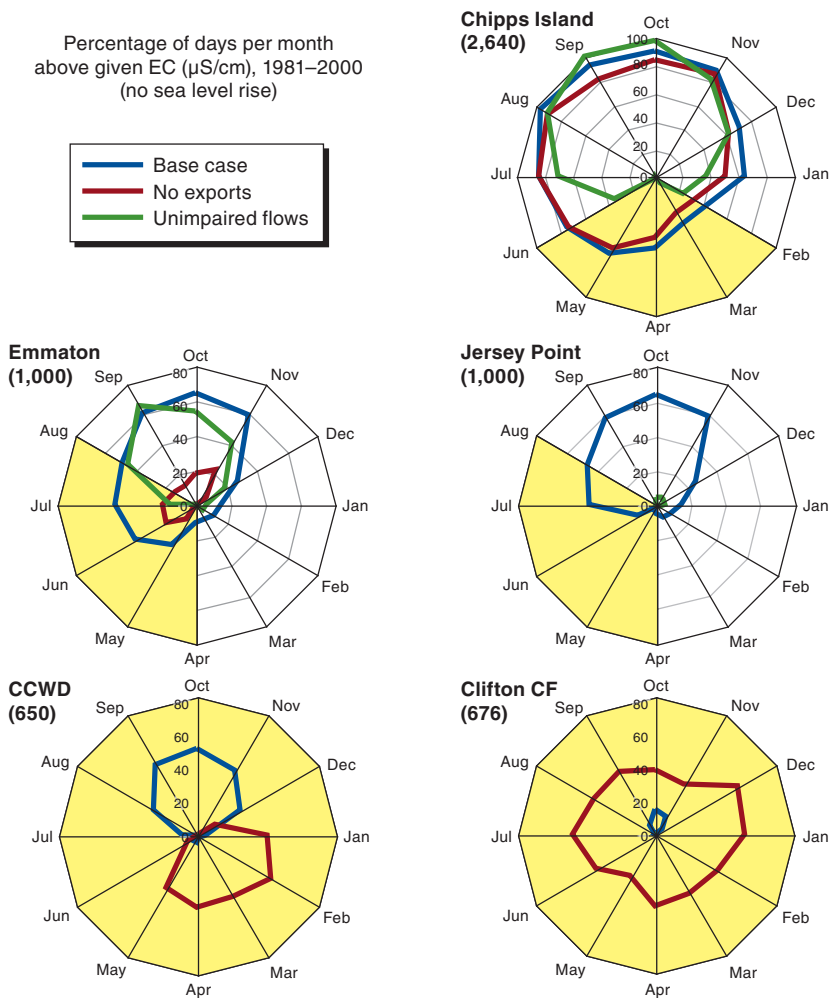 Percentage of days per month
above given EC (µS/cm), 1981–2000
(no sea level rise)
Base case
No exports
Unimpaired flows
Chipps Island
(2,640)
Oct
Nov
Dec
Jan
Feb
Mar
Apr
May
Jun
Jul
Aug
Sep
100
80
60
40
20
0
Emmaton
(1,000)
Oct
Nov
Dec
Jan
Feb
Mar
Apr
May
Jun
Jul
Aug
Sep
80
60
40
20
0
Jersey Point
(1,000)
Oct
Nov
Dec
Jan
Feb
Mar
Apr
May
Jun
Jul
Aug
Sep
80
60
40
20
0
CCWD
(650)
Oct
Nov
Dec
Jan
Feb
Mar
Apr
May
Jun
Jul
Aug
Sep
80
60
40
20
0
Clifton CF
(676)
Oct
Nov
Dec
Jan
Feb
Mar
Apr
May
Jun
Jul
Aug
Sep
80
60
40
20
0